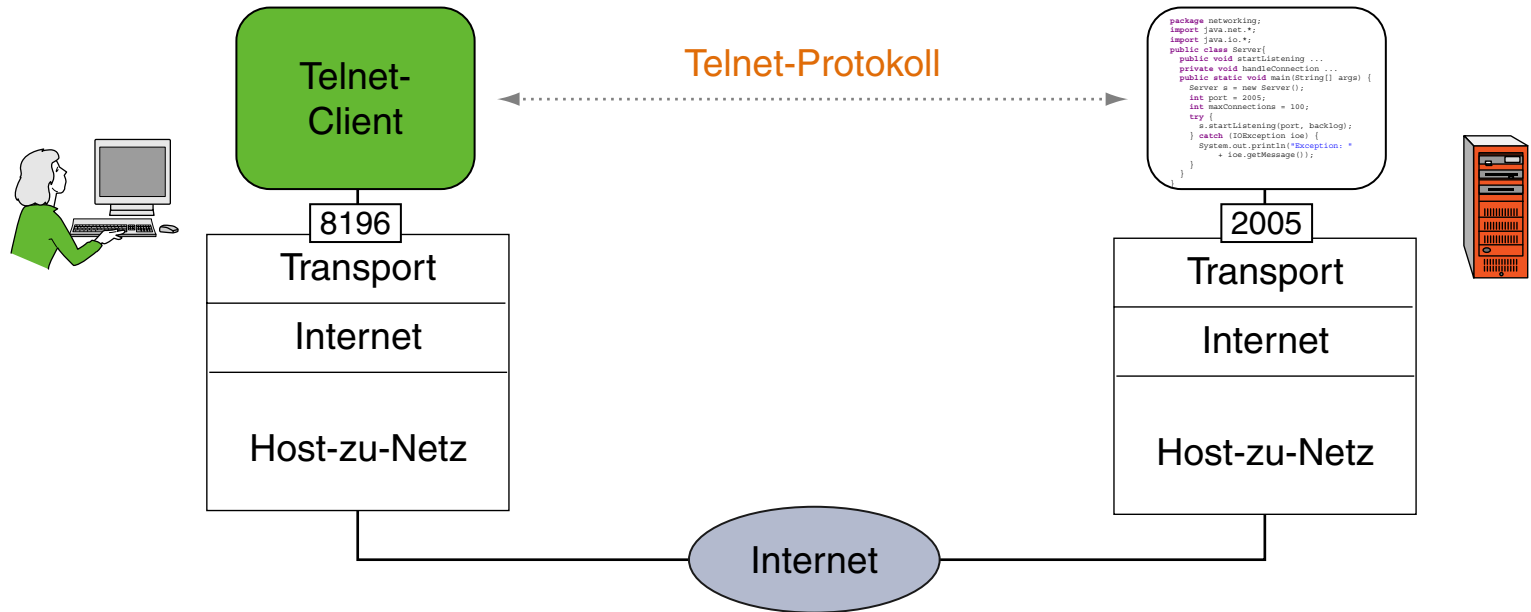 Telnet-
Client
Telnet-Protokoll
package networking;
import java.net.*;
import java.io.*;
public class Server{
public void startListening ...
private void handleConnection ...
public static void main(String[] args) {
Server s = new Server();
int port = 2005;
int maxConnections = 100;
try {
s.startListening(port, backlog);
} catch (IOException ioe) {
System.out.println("Exception: "
+ ioe.getMessage());
}
}
}
8196
Transport
Internet
Host-zu-Netz
2005
Transport
Internet
Host-zu-Netz
Internet